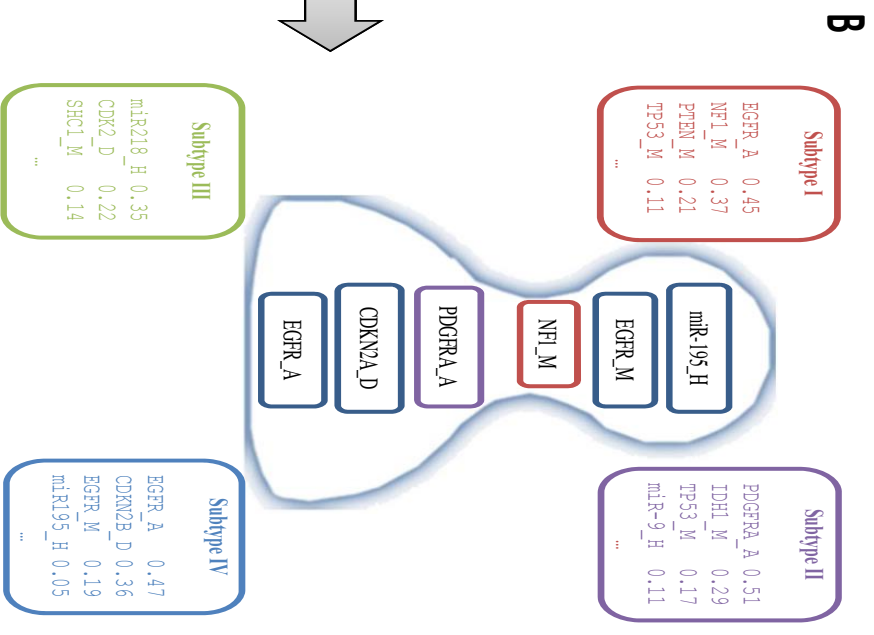 B
Subtype I
EGFR_A 0.45
NF1_M 0.37
PTEN_M 0.21
TP53_M 0.11
...
Subtype II
PDGFRA_A 0.51
IDH1_M 0.29
TP53_M 0.17
miR-9_H 0.11
...
miR-195_H
EGFR_M
NF1_M
PDGFRA_A
CDKN2A_D
EGFR_A
Subtype III
miR218_H 0.35
CDK2_D 0.22
SHC1_M 0.14
...
Subtype IV
EGFR_A 0.47
CDKN2B_D 0.36
EGFR_M 0.19
miR195_H 0.05
...